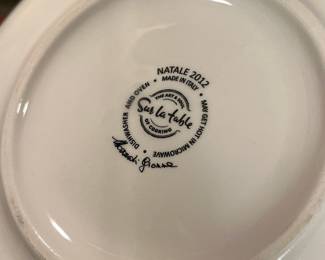 NATALE 2012
• MADE IN ITALY •
DISHWASHER AND OVEN • MAY GET HOT IN MICROWAVE
THE ART & SOUL
Sur la table
OF COOKING